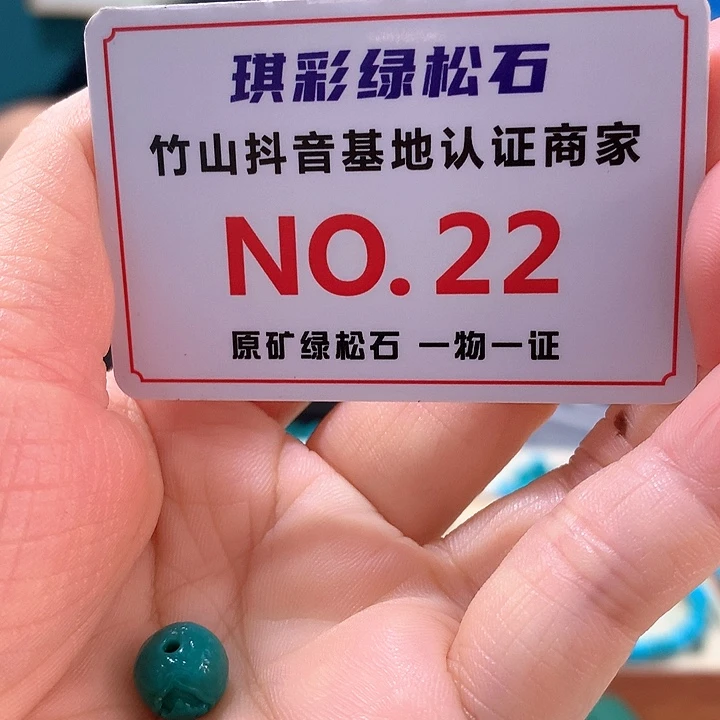 琪彩绿松石
竹山抖音基地认证商家
NO.22
原矿绿松石 一物一证